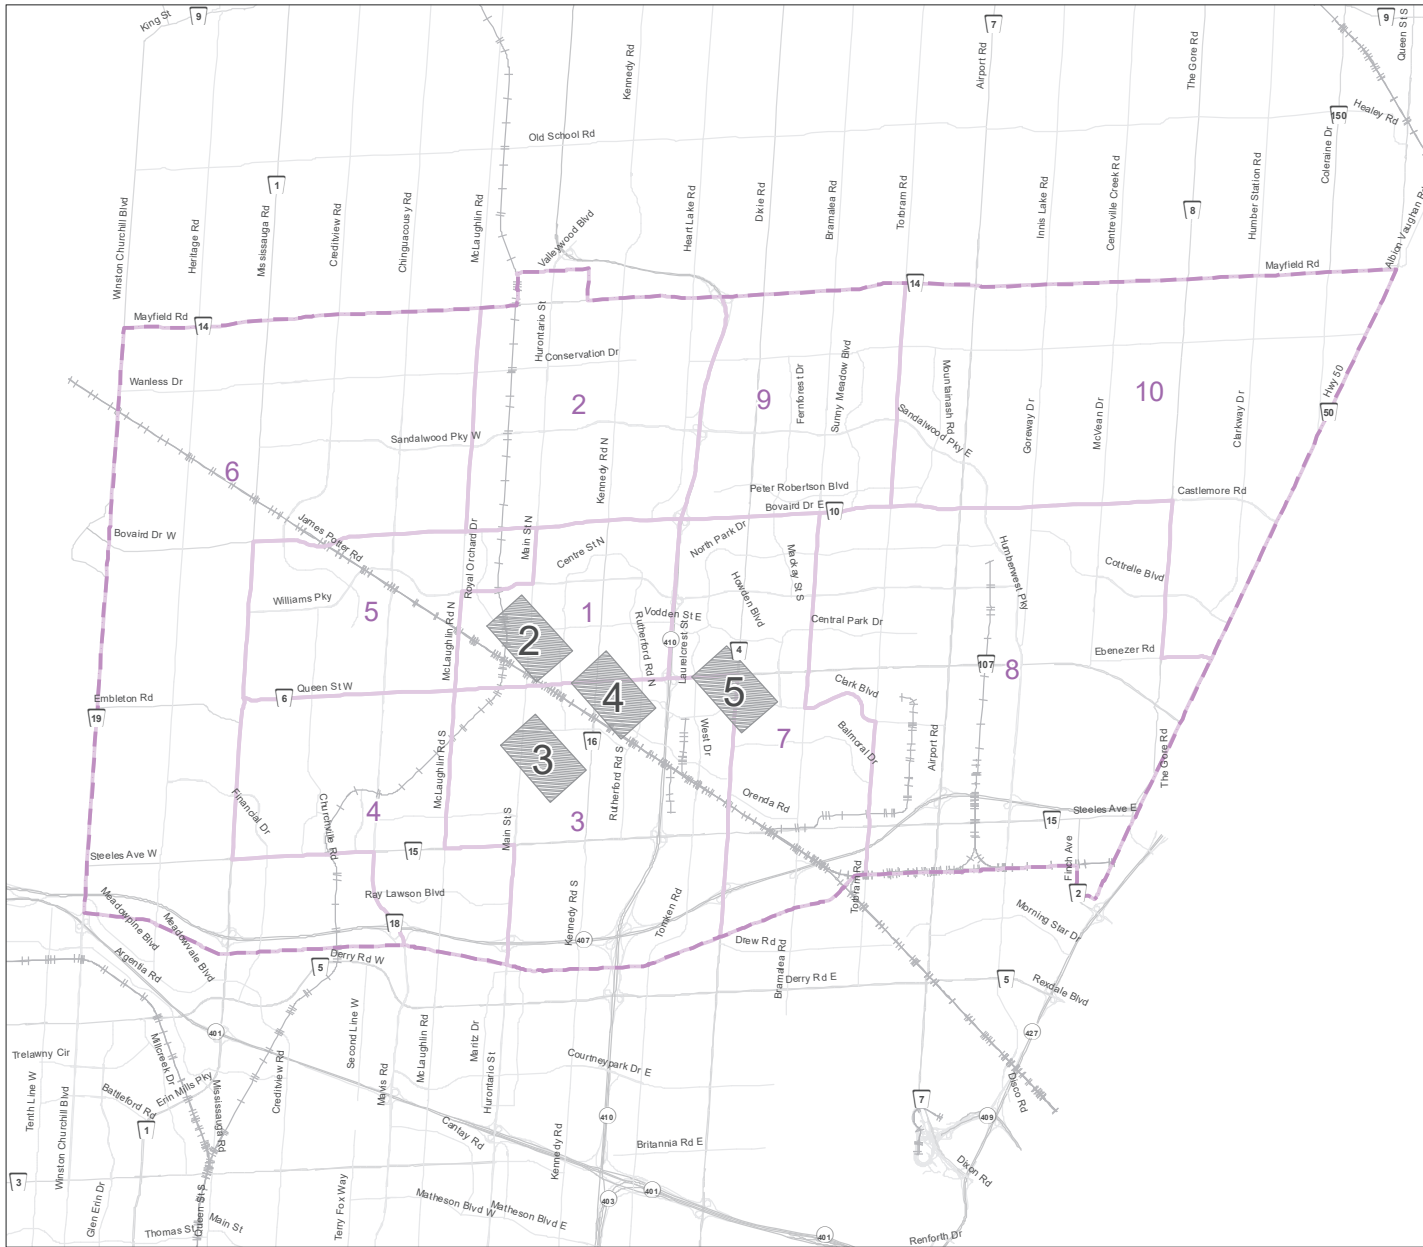 King St
9
Kennedy Rd
7
Airport Rd
The Gore Rd
9
Queen St S
Old School Rd
Healey Rd
150
Coleraine Dr
1
Winston Churchill Blvd
Heritage Rd
Mississauga Rd
Creditview Rd
Chinguacousy Rd
McLaughlin Rd
Valleywood Blvd
Heart Lake Rd
Dixie Rd
Bramalea Rd
Torbram Rd
Innis Lake Rd
Centreville Creek Rd
8
Humber Station Rd
Albion Vaughan Rd
Mayfield Rd
14
Mayfield Rd
14
Hurontario St
Conservation Dr
Wanless Dr
2
9
Fernforest Dr
Sunny Meadow Blvd
Mountainash Rd
10
Hwy 50
50
Sandalwood Pky W
Sandalwood Pky E
Goreway Dr
McVean Dr
Clarkway Dr
6
Kennedy Rd N
Peter Robertson Blvd
Castlemore Rd
Bovaird Dr E
10
James Potter Rd
Bovaird Dr W
Royal Orchard Dr
Main St N
Centre St N
North Park Dr
Mackay St S
Humberwest Pky
Cottrelle Blvd
Howden Blvd
Williams Pky
5
1
McLaughlin Rd N
Rutherford Rd N
Vodden St E
Laurelcrest St
Central Park Dr
2
410
4
Ebenezer Rd
107
8
Queen St W
6
4
5
Clark Blvd
Embleton Rd
19
16
West Dr
7
Balmoral Dr
Airport Rd
The Gore Rd
3
McLaughlin Rd S
Rutherford Rd S
Financial Dr
Churchville Rd
4
Main St S
3
Orenda Rd
Steeles Ave E
15
Steeles Ave W
15
Finch Ave
2
Torbram Rd
Ray Lawson Blvd
Meadowpine Blvd
Meadowvale Blvd
18
Kennedy Rd S
407
Tomken Rd
Morning Star Dr
Drew Rd
Argentia Rd
5
Derry Rd W
Bramalea Rd
Derry Rd E
5
Rexdale Blvd
401
427
Second Line W
McLaughlin Rd
Maritz Dr
Trelawny Cir
Millcreek Dr
Courtneypark Dr E
Tenth Line W
Winston Churchill Blvd
Battleford Rd
Erin Mills Pky
Mississauga Rd
Creditview Rd
Mavis Rd
Hurontario St
Disco Rd
7
409
1
410
Cantay Rd
Kennedy Rd
Britannia Rd E
Dixon Rd
3
Glen Erin Dr
Queen St S
Terry Fox Way
401
403
Matheson Blvd W
Matheson Blvd E
Thomas St
Main St
401
Renforth Dr